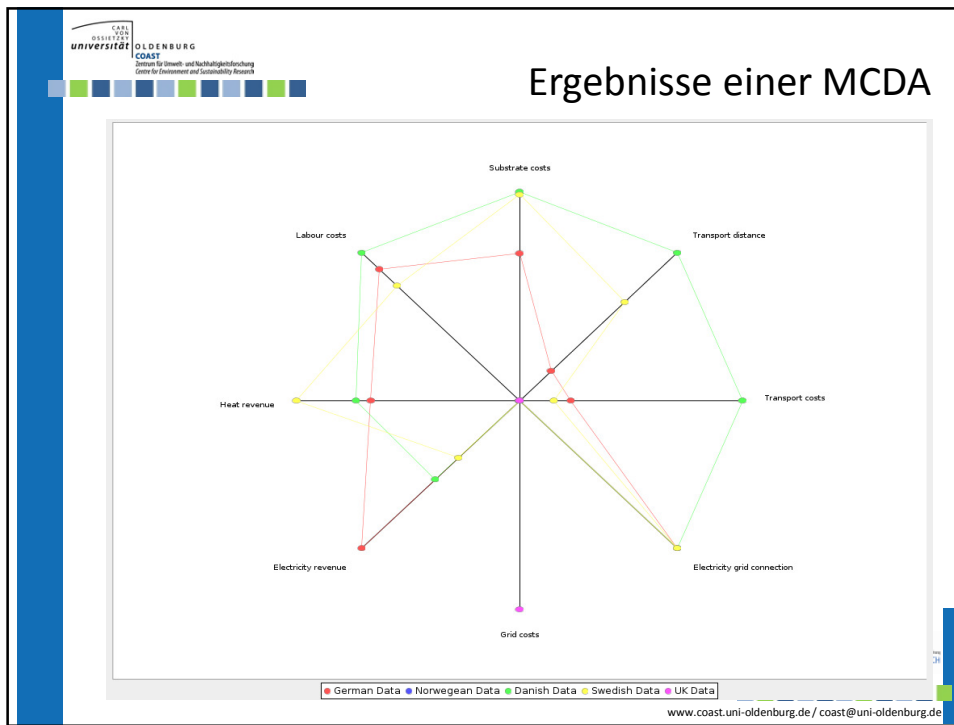 CARL
VON
OSSIETZKY
universität OLDENBURG
COAST
Zentrum für Umwelt- und Nachhaltigkeitsforschung
Centre for Environment and Sustainability Research
Ergebnisse einer MCDA
Substrate costs
Labour costs
Transport distance
Heat revenue
Transport costs
Electricity revenue
Electricity grid connection
Grid costs
German Data Norwegean Data Danish Data Swedish Data UK Data
www.coast.uni-oldenburg.de / coast@uni-oldenburg.de